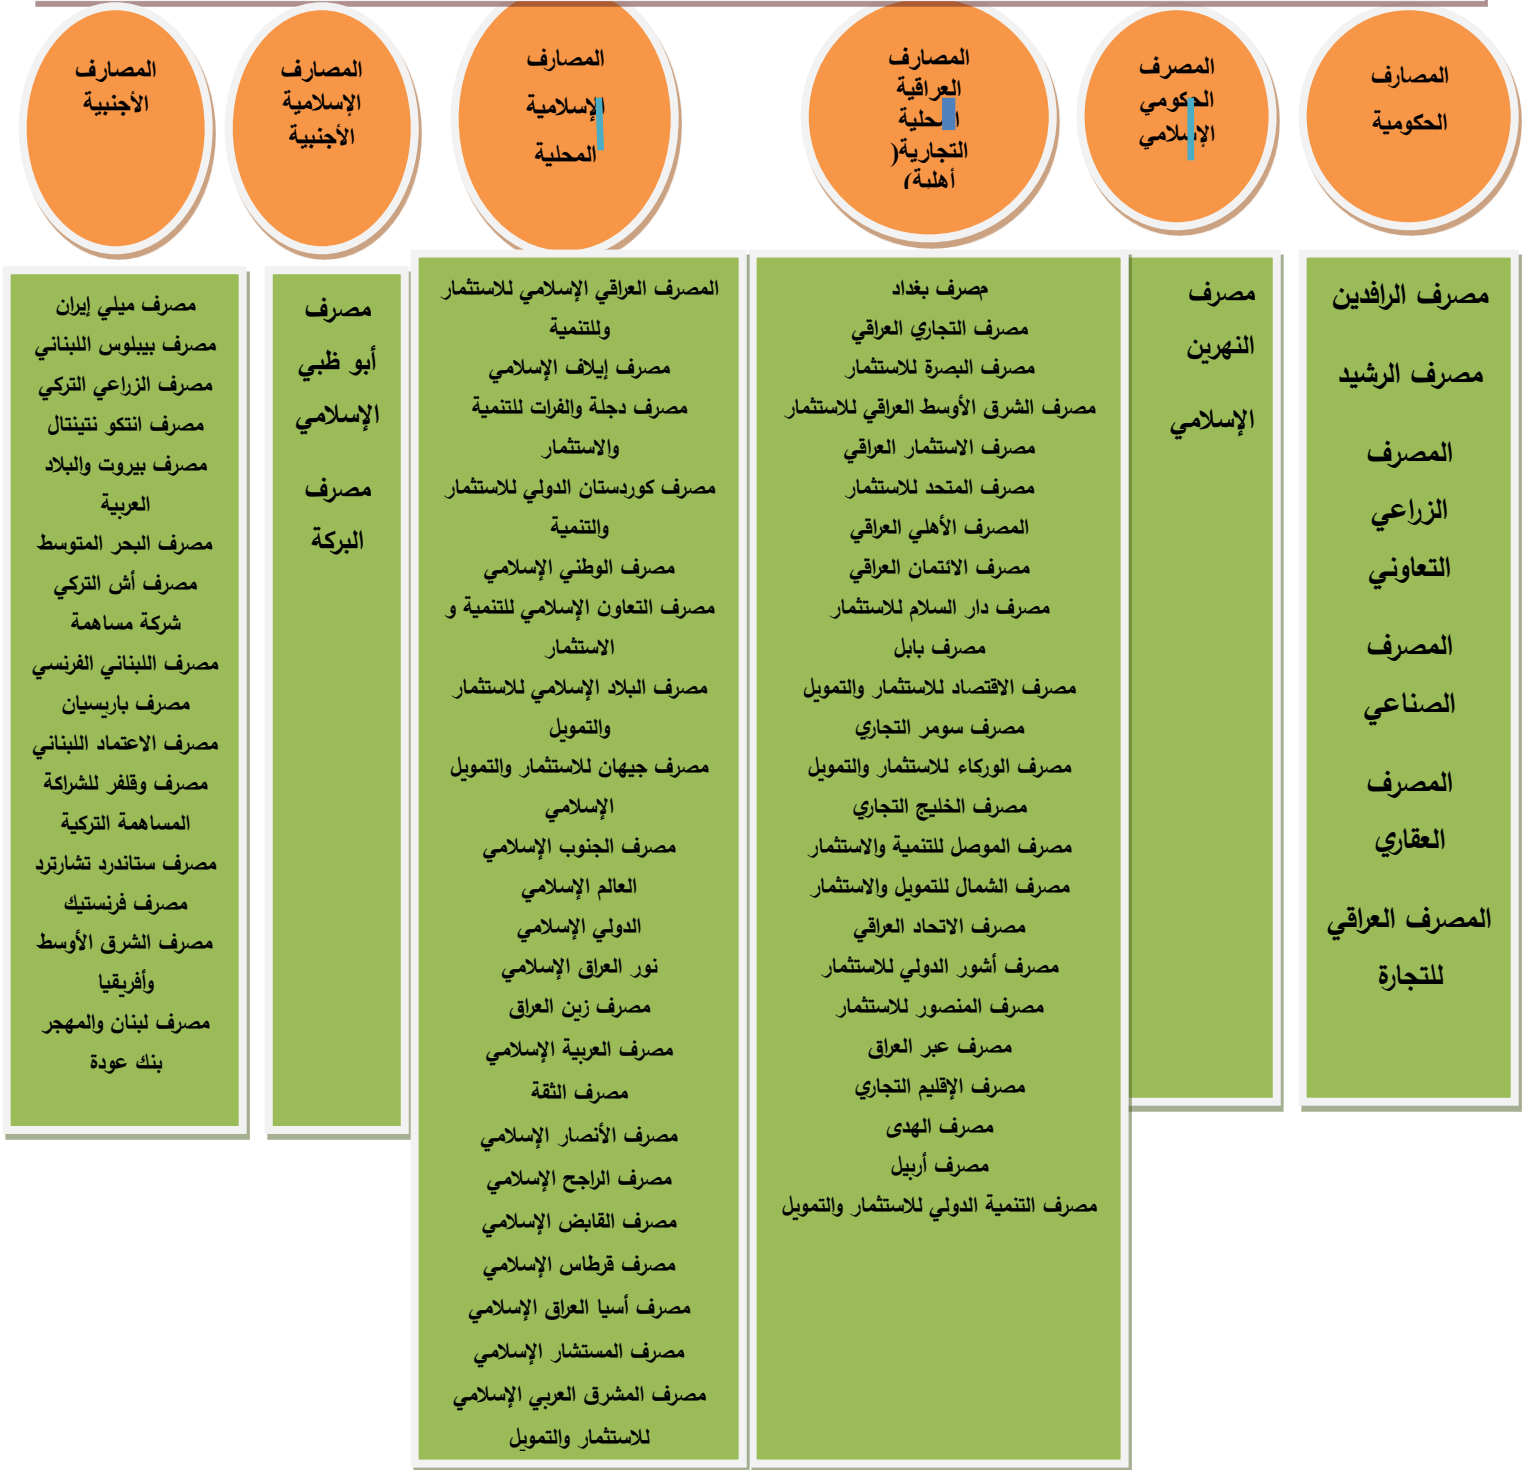 المصارف
الحكومية
المصرف
الحكومي
الإسلامي
المصارف
العراقية
المحلية
التجارية(
أهلية)
المصارف
الإسلامية
المحلية
المصارف
الإسلامية
الأجنبية
المصارف
الأجنبية
مصرف الرافدين
مصرف الرشيد
المصرف
الزراعي
التعاوني
المصرف
الصناعي
المصرف
العقاري
المصرف العراقي
للتجارة
مصرف
النهرين
الإسلامي
مصرف بغداد
مصرف التجاري العراقي
مصرف البصرة للاستثمار
مصرف الشرق الأوسط العراقي للاستثمار
مصرف الاستثمار العراقي
مصرف المتحد للاستثمار
المصرف الأهلي العراقي
مصرف الائتمان العراقي
مصرف دار السلام للاستثمار
مصرف بابل
مصرف الاقتصاد للاستثمار والتمويل
مصرف سومر التجاري
مصرف الوركاء للاستثمار والتمويل
مصرف الخليج التجاري
مصرف الموصل للتنمية والاستثمار
مصرف الشمال للتمويل والاستثمار
مصرف الاتحاد العراقي
مصرف أشور الدولي للاستثمار
مصرف المنصور للاستثمار
مصرف عبر العراق
مصرف الإقليم التجاري
مصرف الهدى
مصرف أربيل
مصرف التنمية الدولي للاستثمار والتمويل
المصرف العراقي الإسلامي للاستثمار
وللتنمية
مصرف إيلاف الإسلامي
مصرف دجلة والفرات للتنمية
والاستثمار
مصرف كوردستان الدولي للاستثمار
والتنمية
مصرف الوطني الإسلامي
مصرف التعاون الإسلامي للتنمية و
الاستثمار
مصرف البلاد الإسلامي للاستثمار
والتمويل
مصرف جيهان للاستثمار والتمويل
الإسلامي
مصرف الجنوب الإسلامي
العالم الإسلامي
الدولي الإسلامي
نور العراق الإسلامي
مصرف زين العراق
مصرف العربية الإسلامي
مصرف الثقة
مصرف الأنصار الإسلامي
مصرف الراجح الإسلامي
مصرف القابض الإسلامي
مصرف قرطاس الإسلامي
مصرف أسيا العراق الإسلامي
مصرف المستشار الإسلامي
مصرف المشرق العربي الإسلامي
للاستثمار والتمويل
مصرف
أبو ظبي
الإسلامي
مصرف
البركة
مصرف ميلي إيران
مصرف بيبلوس اللبناني
مصرف الزراعي التركي
مصرف انتكو نتينتال
مصرف بيروت والبلاد
العربية
مصرف البحر المتوسط
مصرف أش التركي
شركة مساهمة
مصرف اللبناني الفرنسي
مصرف باريسيان
مصرف الاعتماد اللبناني
مصرف وقلفر للشراكة
المساهمة التركية
مصرف ستاندرد تشارترد
مصرف فرنستيك
مصرف الشرق الأوسط
وأفريقيا
مصرف لبنان والمهجر
بنك عودة